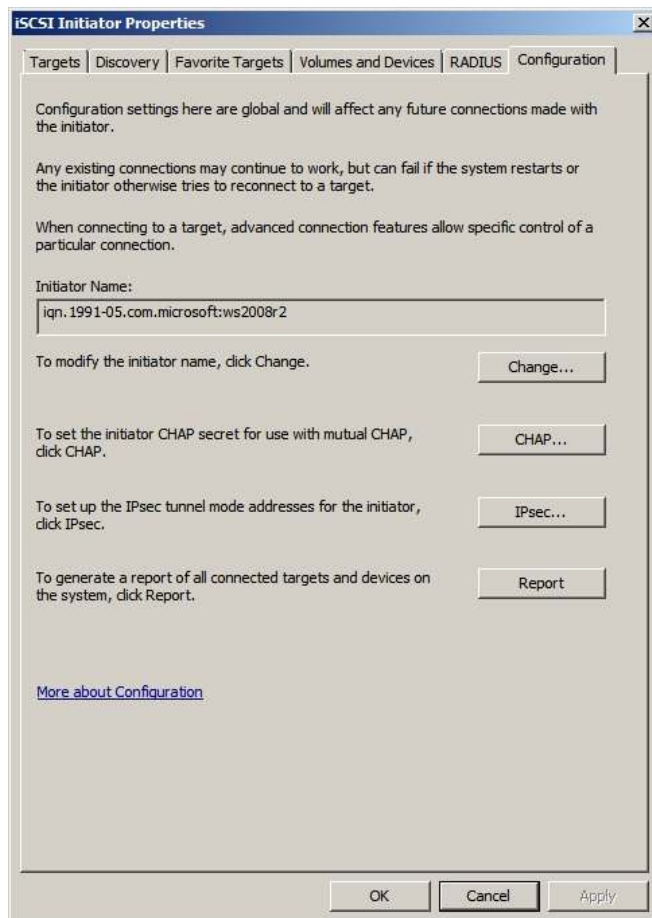 iSCSI Initiator Properties
Targets Discovery Favorite Targets Volumes and Devices RADIUS Configuration
Configuration settings here are global and will affect any future connections made with
the initiator.
Any existing connections may continue to work, but can fail if the system restarts or
the initiator otherwise tries to reconnect to a target.
When connecting to a target, advanced connection features allow specific control of a
particular connection.
Initiator Name:
iqn.1991-05.com.microsoft:ws2008r2
To modify the initiator name, click Change.
Change...
To set the initiator CHAP secret for use with mutual CHAP,
click CHAP.
CHAP...
To set up the IPsec tunnel mode addresses for the initiator,
click IPsec.
IPsec...
To generate a report of all connected targets and devices on
the system, click Report.
Report
More about Configuration
OK Cancel Apply